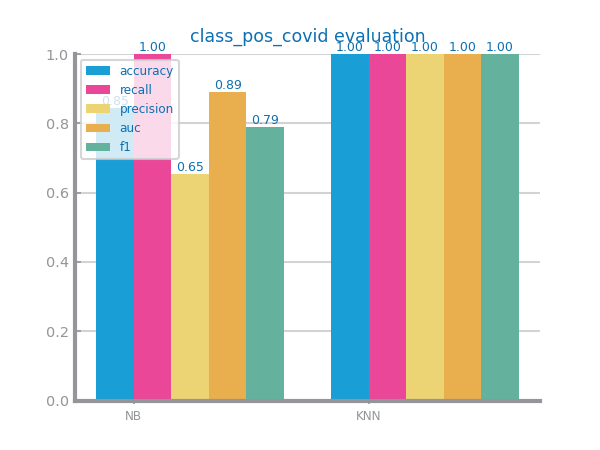 class_pos_covid evaluation
1.00 1.00 1.00 1.00 1.00 1.00
1.0
accuracy
recall
precision
auc
f1
0.85
0.89
0.79
0.65
0.8
0.6
0.4
0.2
0.0
NB KNN